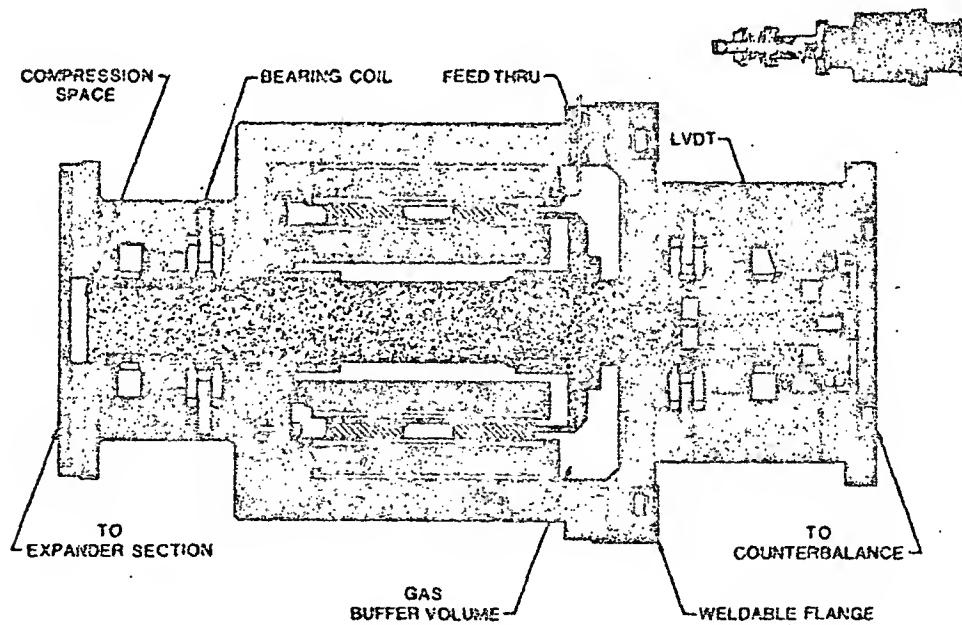 COMPRESSION
SPACE
BEARING COIL
FEED THRU
LVDT
TO
EXPANDER SECTION
GAS
BUFFER VOLUME
WELDABLE FLANGE
TO
COUNTERBALANCE